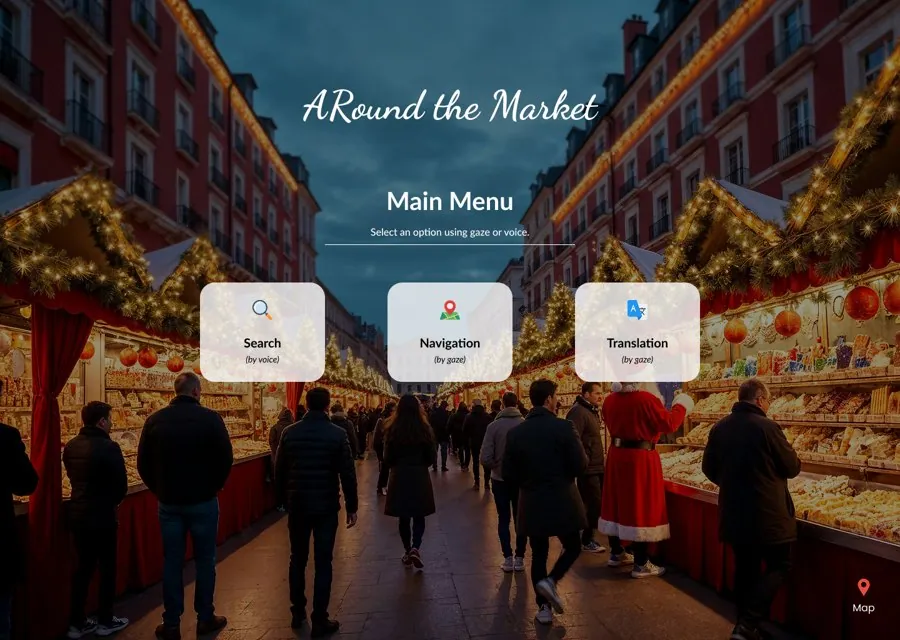 ARound the Market
Main Menu
Select an option using gaze or voice.
Search
(by voice)
Navigation
(by gaze)
Translation
(by gaze)
Map